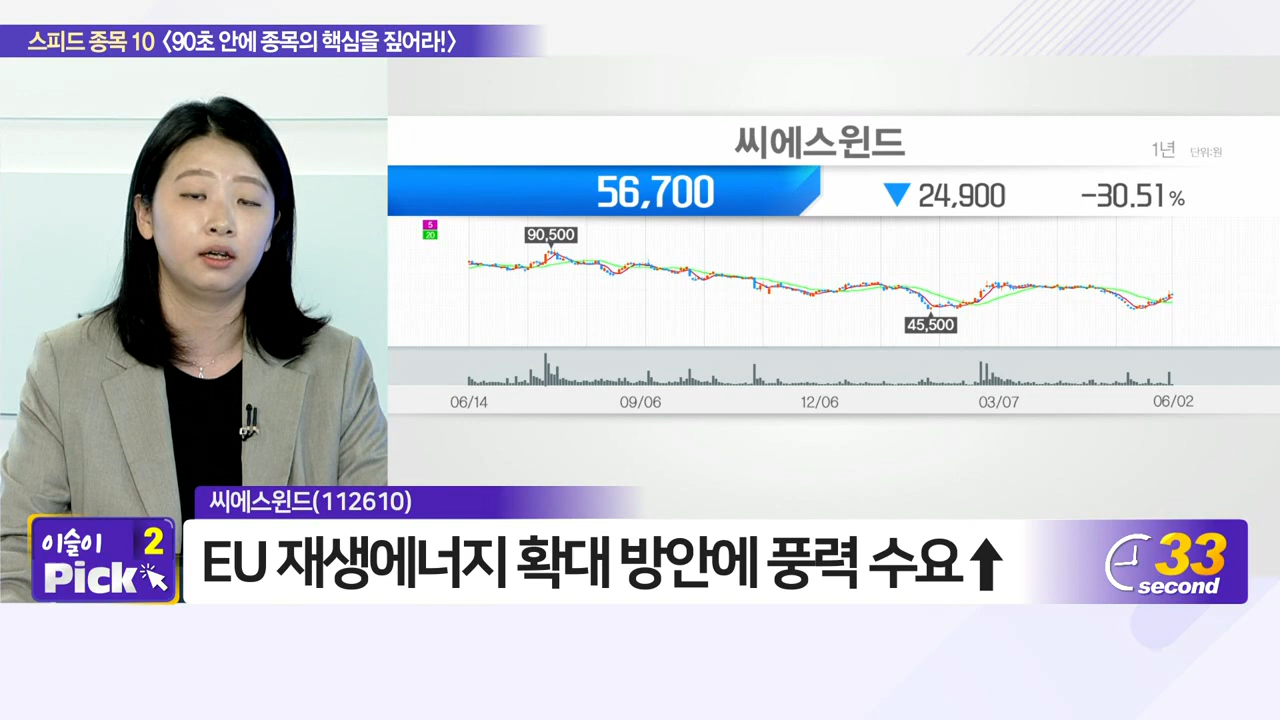 스피드 종목 10 〈90초 안에 종목의 핵심을 짚어라!〉
씨에스윈드
1년 단위:원
56,700 ▼ 24,900 -30.51%
5
20
90,500
45,500
06/14 09/06 12/06 03/07 06/02
씨에스윈드(112610)
이슬이 2
Pick
EU 재생에너지 확대 방안에 풍력 수요↑
33
second